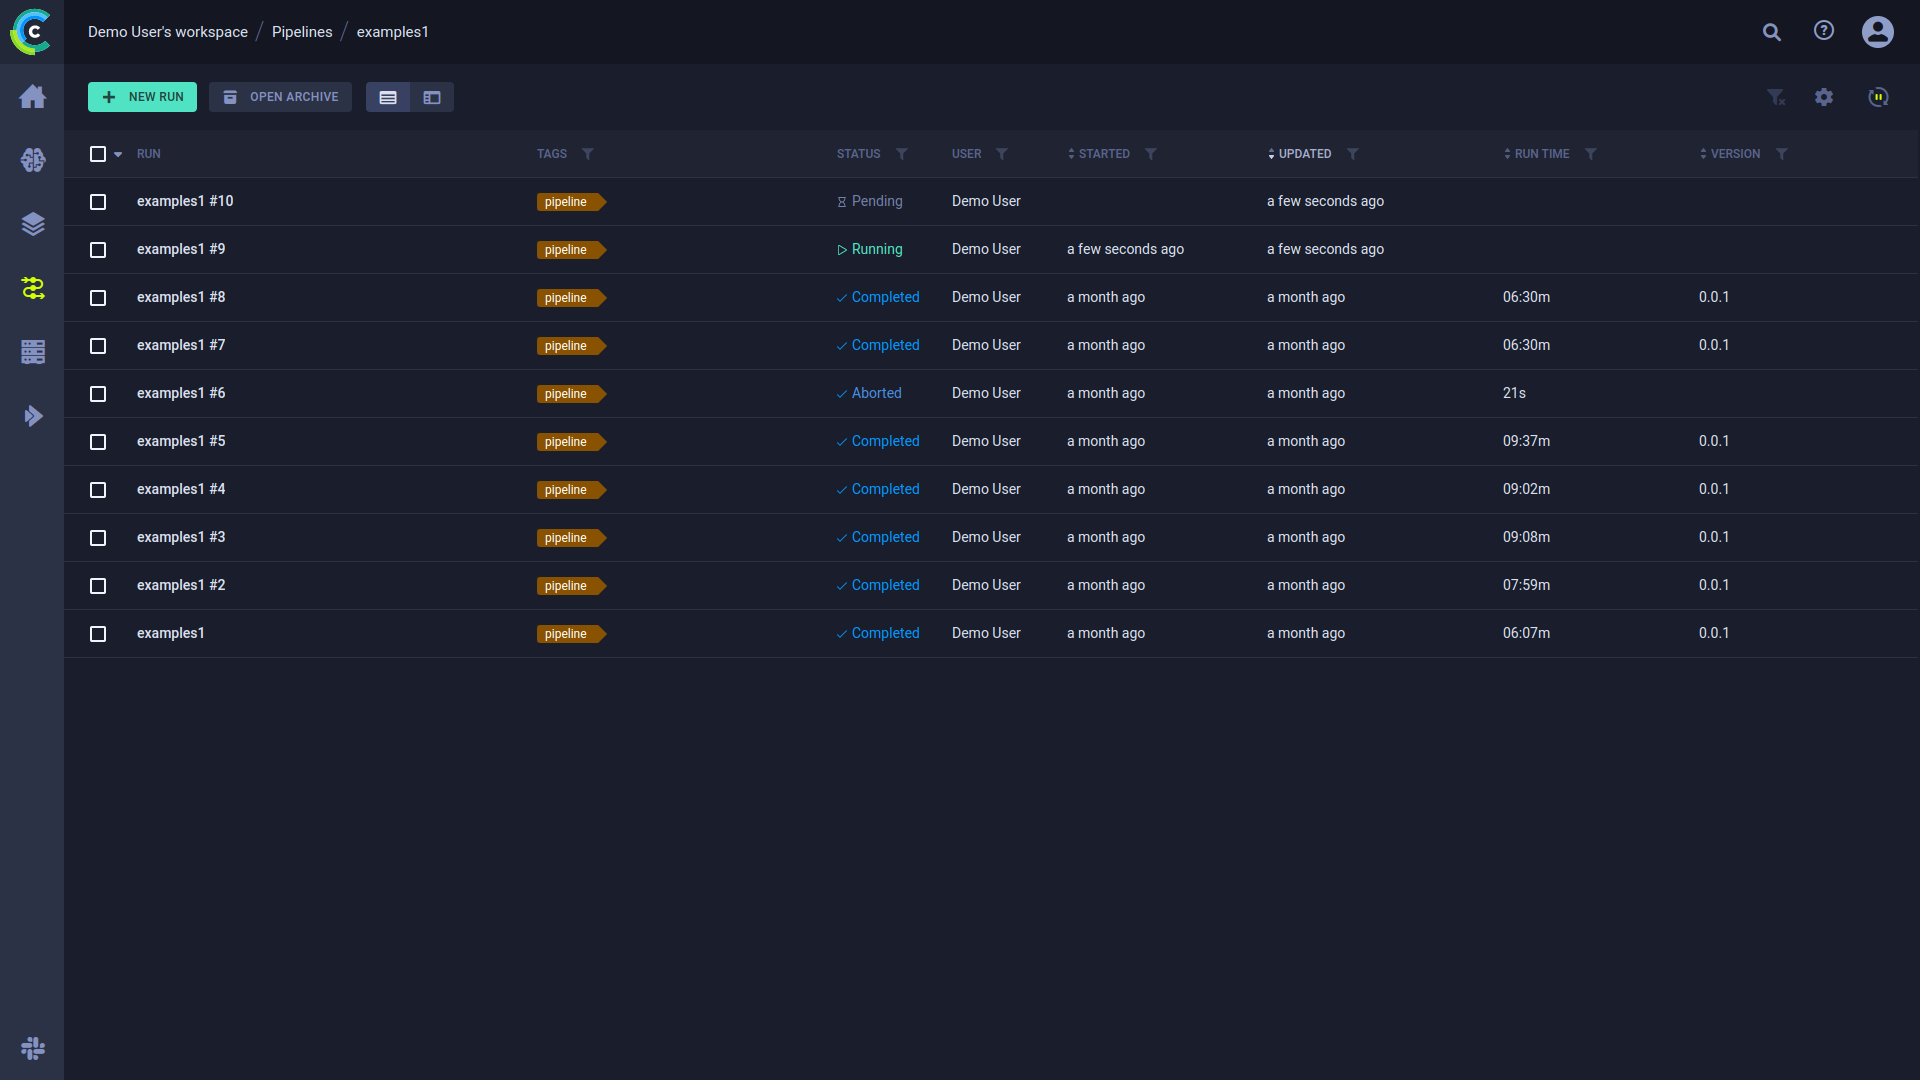 Demo User's workspace / Pipelines / examples1
NEW RUN OPEN ARCHIVE
RUN TAGS STATUS USER STARTED UPDATED RUN TIME VERSION
examples1 #10 pipeline Pending Demo User a few seconds ago
examples1 #9 pipeline Running Demo User a few seconds ago a few seconds ago
examples1 #8 pipeline Completed Demo User a month ago a month ago 06:30m 0.0.1
examples1 #7 pipeline Completed Demo User a month ago a month ago 06:30m 0.0.1
examples1 #6 pipeline Aborted Demo User a month ago a month ago 21s
examples1 #5 pipeline Completed Demo User a month ago a month ago 09:37m 0.0.1
examples1 #4 pipeline Completed Demo User a month ago a month ago 09:02m 0.0.1
examples1 #3 pipeline Completed Demo User a month ago a month ago 09:08m 0.0.1
examples1 #2 pipeline Completed Demo User a month ago a month ago 07:59m 0.0.1
examples1 pipeline Completed Demo User a month ago a month ago 06:07m 0.0.1